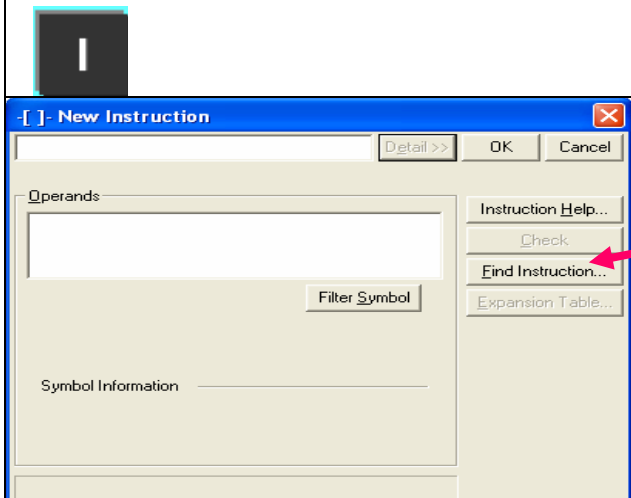 I
-[ ]- New Instruction
Detail >> OK Cancel
Operands
Instruction Help...
Check
Find Instruction...
Filter Symbol
Expansion Table...
Symbol Information